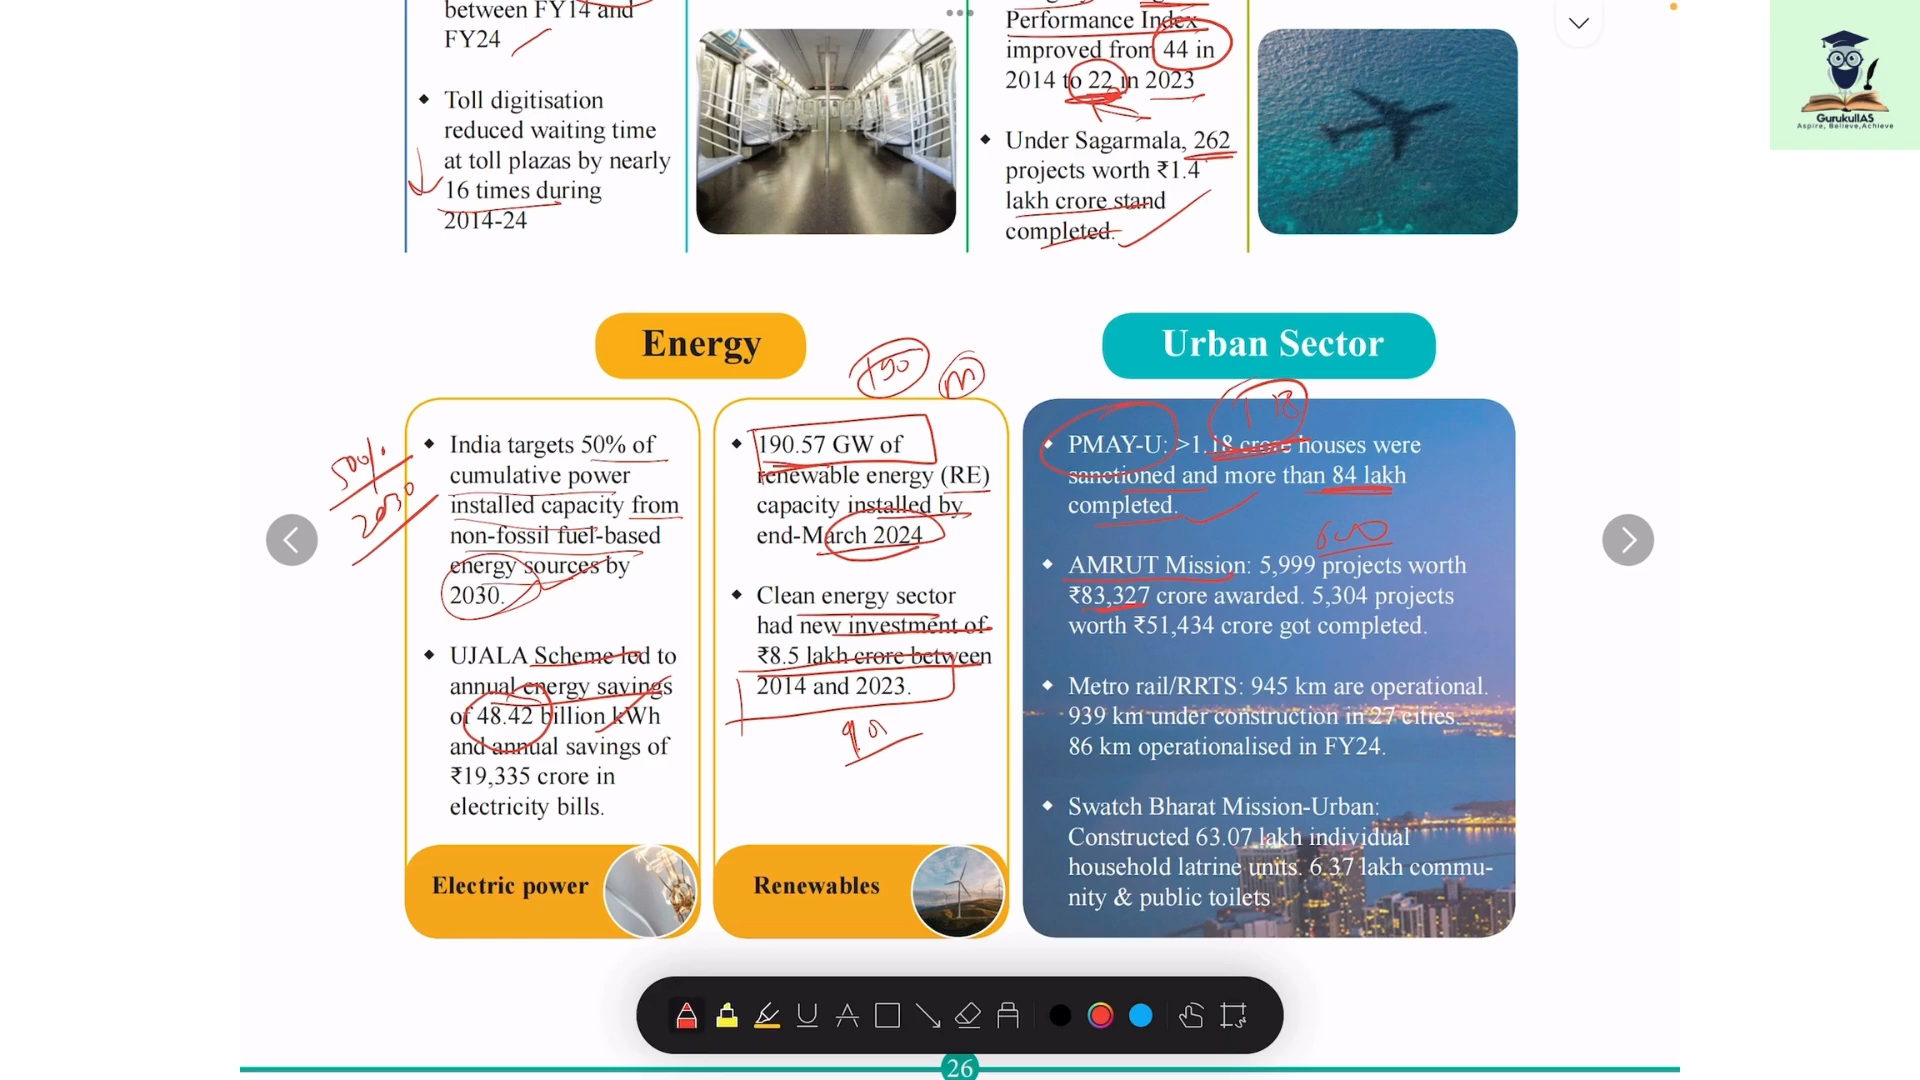 between FY14 and
FY24
Toll digitisation
reduced waiting time
at toll plazas by nearly
16 times during
2014-24
Performance Index
improved from 44 in
2014 to 22 in 2023
Under Sagarmala, 262
projects worth ₹1.4
lakh crore stand
completed.
GurukullAS
Aspire, Believe,Achieve
Energy
50%
2030
India targets 50% of
cumulative power
installed capacity from
non-fossil fuel-based
energy sources by
2030.
UJALA Scheme led to
annual energy savings
of 48.42 billion kWh
and annual savings of
₹19,335 crore in
electricity bills.
Electric power
190.57 GW of
renewable energy (RE)
capacity installed by
end-March 2024
Clean energy sector
had new investment of
₹8.5 lakh crore between
2014 and 2023.
Renewables
Urban Sector
PMAY-U: >1.18 crore houses were
sanctioned and more than 84 lakh
completed.
600
AMRUT Mission: 5,999 projects worth
₹83,327 crore awarded. 5,304 projects
worth ₹51,434 crore got completed.
Metro rail/RRTS: 945 km are operational.
939 km under construction in 27 cities.
86 km operationalised in FY24.
Swatch Bharat Mission-Urban:
Constructed 63.07 lakh individual
household latrine units. 6.37 lakh commu-
nity & public toilets
26